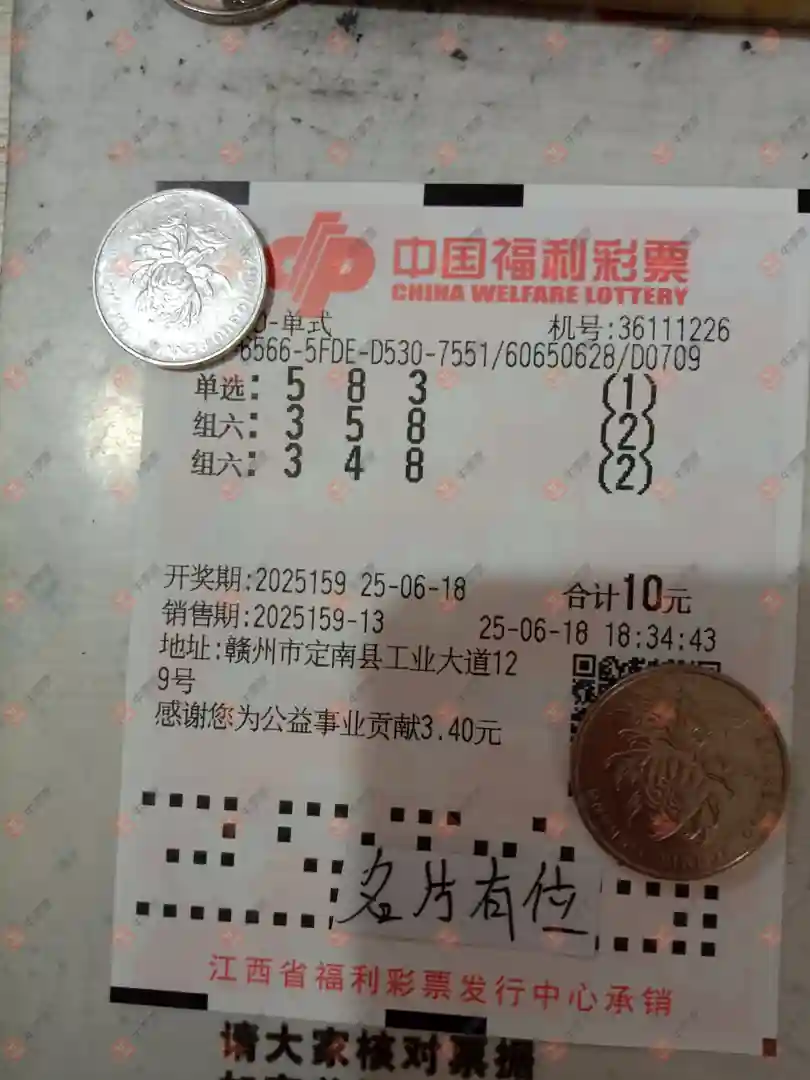 中国福利彩票
CHINA WELFARE LOTTERY
D-单式 机号:36111226
-6566-5FDE-D530-7551/60650628/D0709
单选: 5 8 3 (1)
组六: 3 5 8 (2)
组六: 3 4 8 (2)
开奖期:2025159 25-06-18 合计10元
销售期:2025159-13 25-06-18 18:34:43
地址:赣州市定南县工业大道12
9号
感谢您为公益事业贡献3.40元
名片有位
江西省福利彩票发行中心承销
请大家核对票据